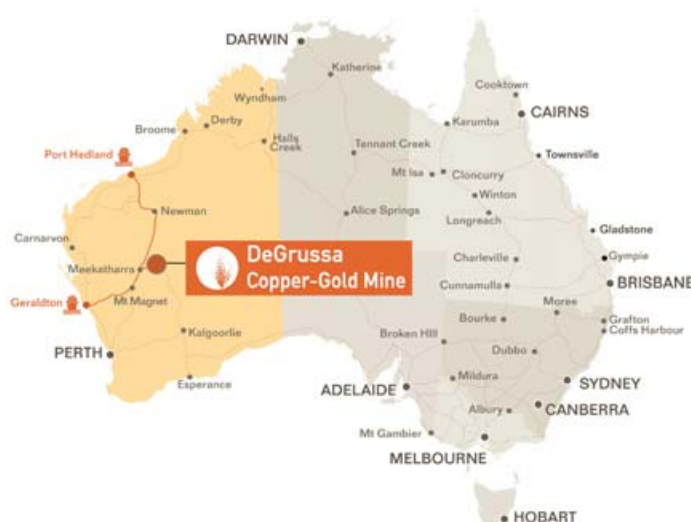 DARWIN
Katherine
Wyndham
Cooktown
CAIRNS
Karumba
Broome
Derby
Halls
Creek
Tennant Creek
Townsville
Port Hedland
Mt Isa
Cloncurry
Winton
Newman
Alice Springs
Longreach
Gladstone
Carnarvon
DeGrussa
Copper-Gold Mine
Charleville
Gympie
Meekatharra
BRISBANE
Cunnamulla
Geraldton
Mt Magnet
Moree
Bourke
Grafton
Coffs Harbour
Kalgoorlie
Broken Hill
PERTH
Dubbo
Esperance
Mildura
ADELAIDE
SYDNEY
Albury
CANBERRA
Mt Gambier
MELBOURNE
HOBART